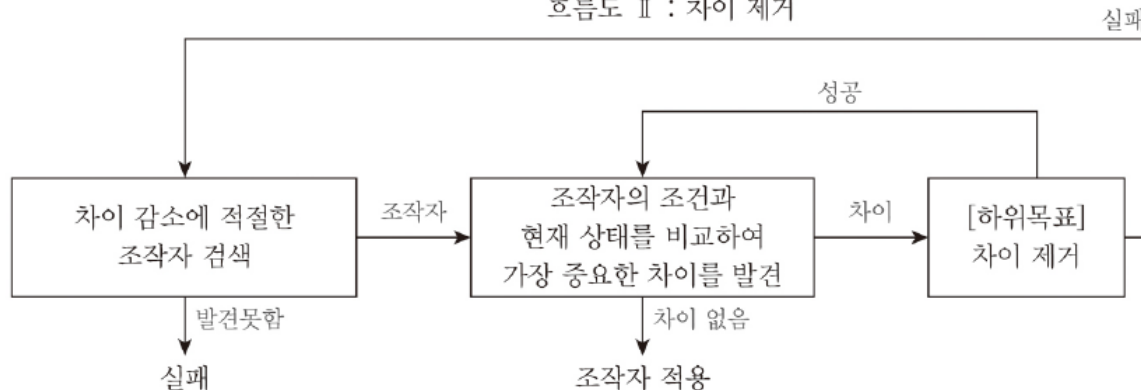 흐름도 Ⅱ : 차이 제거
실패
성공
차이 감소에 적절한
조작자 검색
조작자
조작자의 조건과
현재 상태를 비교하여
가장 중요한 차이를 발견
차이
[하위목표]
차이 제거
발견못함
차이 없음
실패
조작자 적용